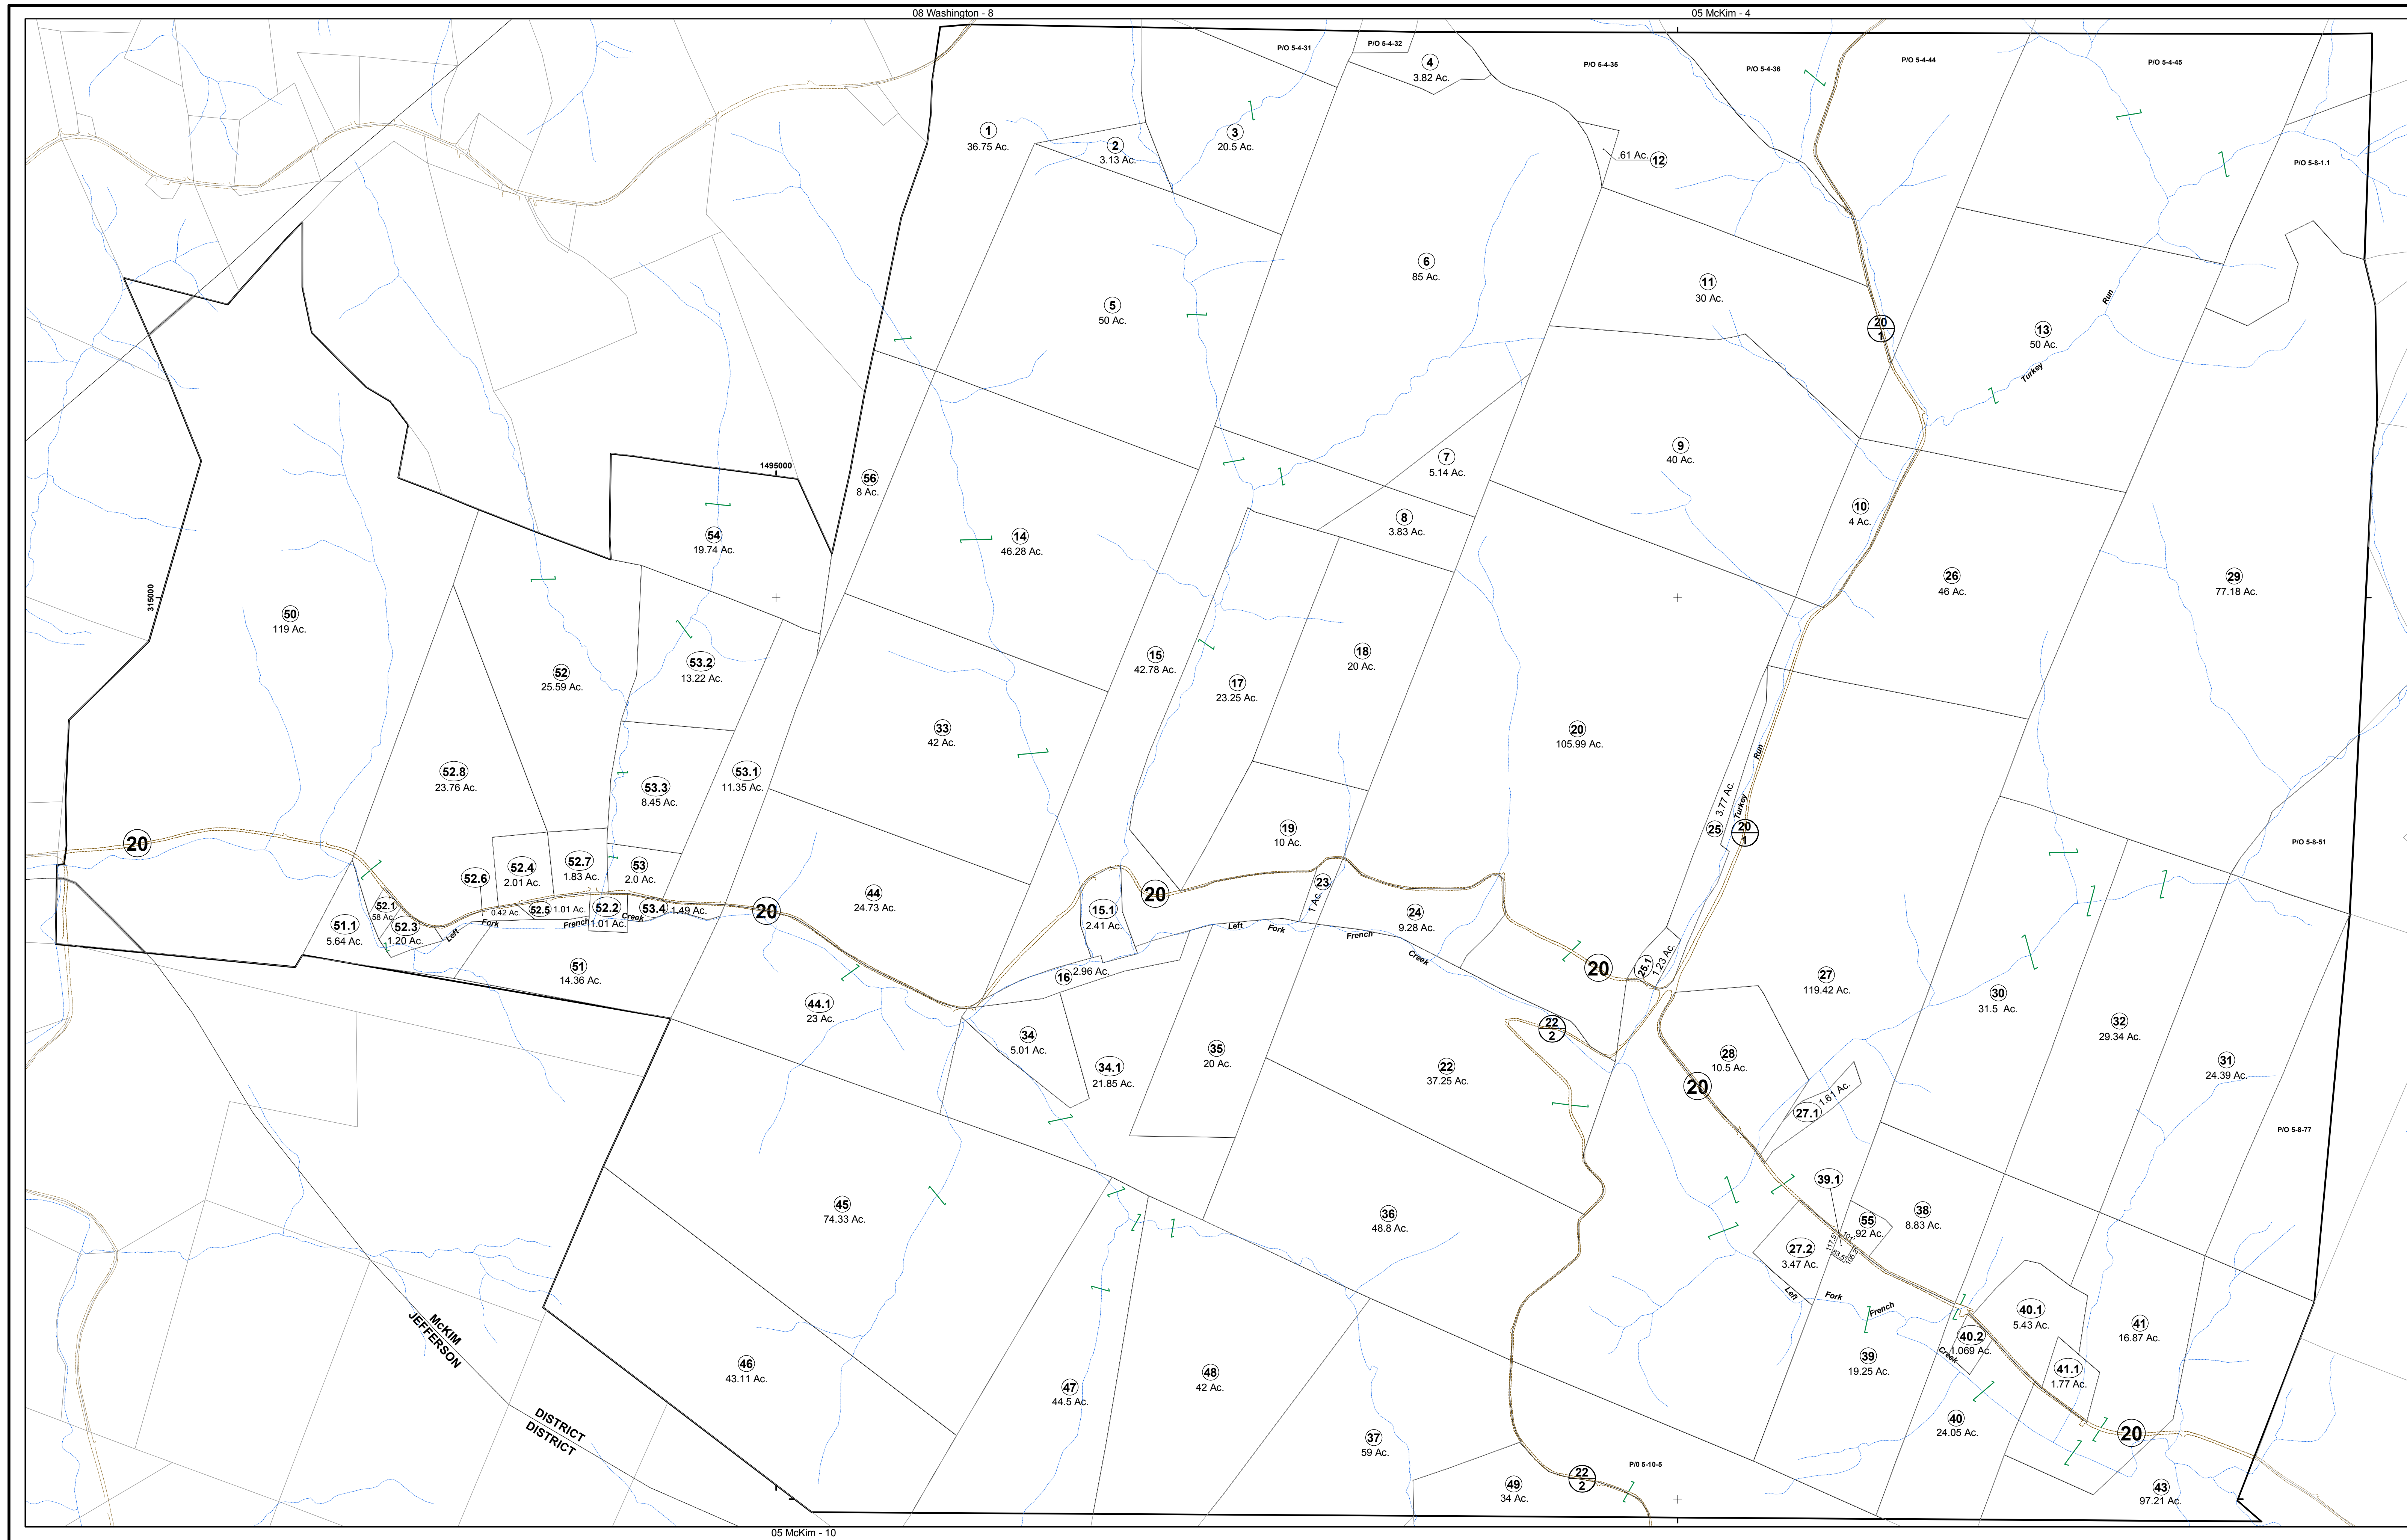 08 Washington - 8
05 McKim - 4
P/O 5-4-31
P/O 5-4-32
4
3.82 Ac.
P/O 5-4-35
P/O 5-4-36
P/O 5-4-44
P/O 5-4-45
1
36.75 Ac.
2
3.13 Ac.
3
20.5 Ac.
.61 Ac.
12
P/O 5-8-1.1
5
50 Ac.
6
85 Ac.
11
30 Ac.
20
1
13
50 Ac.
Run
Turkey
7
5.14 Ac.
9
40 Ac.
1495000
56
8 Ac.
8
3.83 Ac.
10
4 Ac.
54
19.74 Ac.
14
46.28 Ac.
26
46 Ac.
29
77.18 Ac.
315000
50
119 Ac.
52
25.59 Ac.
53.2
13.22 Ac.
15
42.78 Ac.
17
23.25 Ac.
18
20 Ac.
33
42 Ac.
20
105.99 Ac.
Run
52.8
23.76 Ac.
53.3
8.45 Ac.
53.1
11.35 Ac.
3.77 Ac.
Turkey
25
20
1
20
19
10 Ac.
P/O 5-8-51
52.6
52.4
2.01 Ac.
52.7
1.83 Ac.
53
2.0 Ac.
44
24.73 Ac.
20
23
1 Ac.
52.1
.58 Ac.
0.42 Ac.
52.5
1.01 Ac.
52.2
1.01 Ac.
53.4
1.49 Ac.
20
15.1
2.41 Ac.
24
9.28 Ac.
51.1
5.64 Ac.
52.3
1.20 Ac.
Left
Fork
French
Creek
Left
Fork
French
Creek
51
14.36 Ac.
16
2.96 Ac.
20
25.1
1.23 Ac.
27
119.42 Ac.
30
31.5 Ac.
44.1
23 Ac.
34
5.01 Ac.
34.1
21.85 Ac.
35
20 Ac.
22
37.25 Ac.
22
2
28
10.5 Ac.
20
27.1
1.61 Ac.
32
29.34 Ac.
31
24.39 Ac.
P/O 5-8-77
45
74.33 Ac.
36
48.8 Ac.
39.1
55
.92 Ac.
38
8.83 Ac.
27.2
3.47 Ac.
117.5
83.5
Left
Fork
French
Creek
McKIM
JEFFERSON
40.1
5.43 Ac.
40.2
1.069 Ac.
41
16.87 Ac.
46
43.11 Ac.
47
44.5 Ac.
48
42 Ac.
39
19.25 Ac.
41.1
1.77 Ac.
DISTRICT
DISTRICT
37
59 Ac.
40
24.05 Ac.
20
P/0 5-10-5
49
34 Ac.
22
2
43
97.21 Ac.
05 McKim - 10